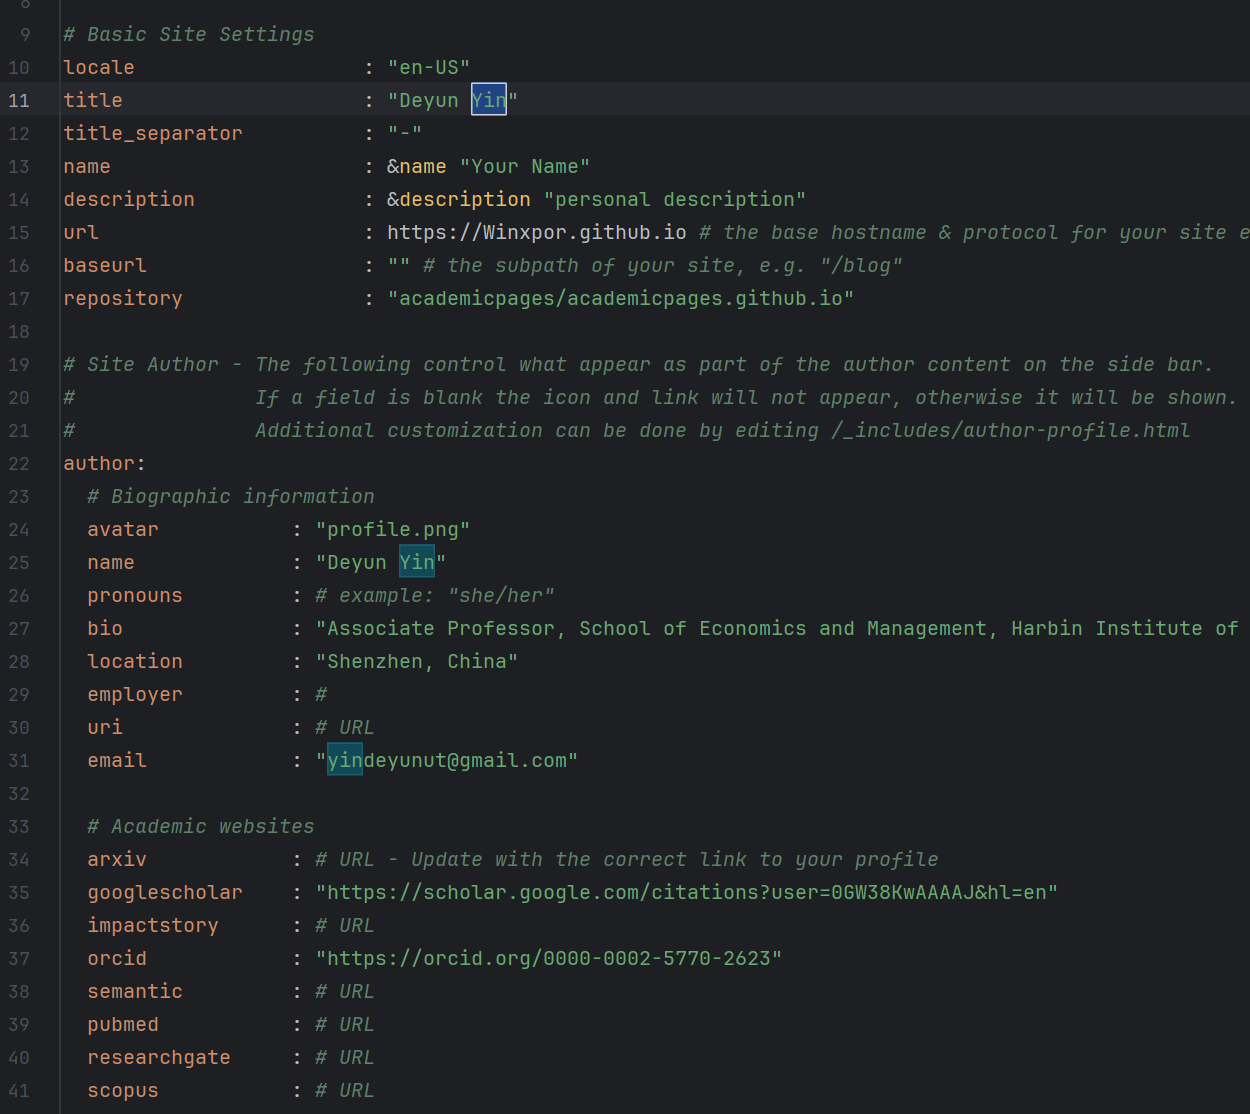 8
9 # Basic Site Settings
10 locale : "en-US"
11 title : "Deyun Yin"
12 title_separator : "-"
13 name : &name "Your Name"
14 description : &description "personal description"
15 url : https://Winxpor.github.io # the base hostname & protocol for your site e
16 baseurl : "" # the subpath of your site, e.g. "/blog"
17 repository : "academicpages/academicpages.github.io"
18
19 # Site Author - The following control what appear as part of the author content on the side bar.
20 # If a field is blank the icon and link will not appear, otherwise it will be shown.
21 # Additional customization can be done by editing /_includes/author-profile.html
22 author:
23 # Biographic information
24 avatar : "profile.png"
25 name : "Deyun Yin"
26 pronouns : # example: "she/her"
27 bio : "Associate Professor, School of Economics and Management, Harbin Institute of
28 location : "Shenzhen, China"
29 employer : #
30 uri : # URL
31 email : "yindeyunut@gmail.com"
32
33 # Academic websites
34 arxiv : # URL - Update with the correct link to your profile
35 googlescholar : "https://scholar.google.com/citations?user=0GW38KwAAAAJ&hl=en"
36 impactstory : # URL
37 orcid : "https://orcid.org/0000-0002-5770-2623"
38 semantic : # URL
39 pubmed : # URL
40 researchgate : # URL
41 scopus : # URL